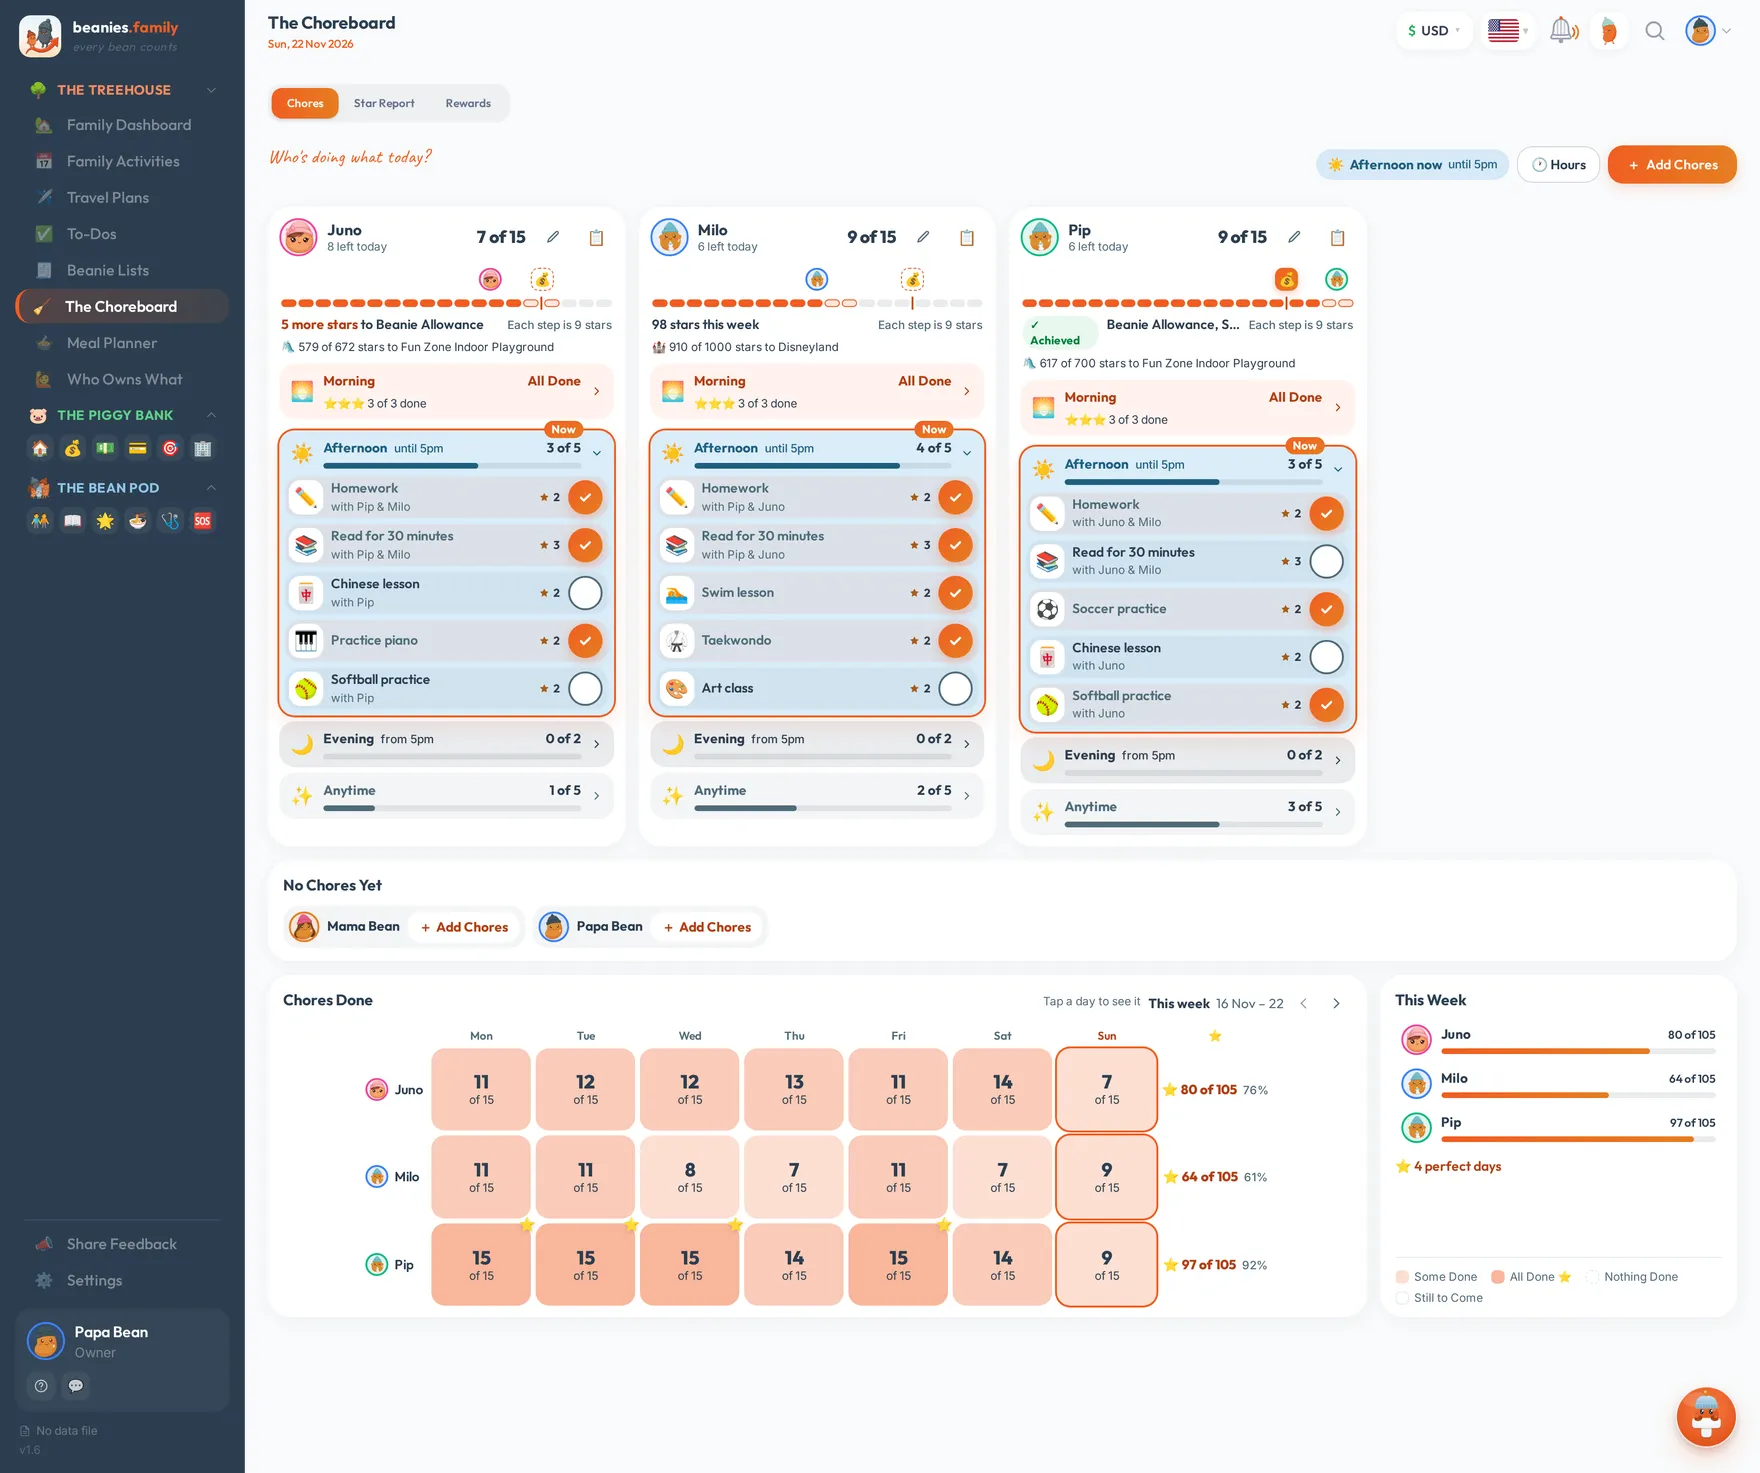 beanies.family
every bean counts
THE TREEHOUSE
Family Dashboard
Family Activities
Travel Plans
To-Dos
Beanie Lists
The Choreboard
Meal Planner
Who Owns What
THE PIGGY BANK
THE BEAN POD
Share Feedback
Settings
Papa Bean
Owner
No data file
v1.6
The Choreboard
Sun, 22 Nov 2026
$ USD
Chores Star Report Rewards
Who's doing what today?
Afternoon now until 5pm
Hours
+ Add Chores
Juno
8 left today
7 of 15
5 more stars to Beanie Allowance Each step is 9 stars
579 of 672 stars to Fun Zone Indoor Playground
Morning All Done
3 of 3 done
Now
Afternoon until 5pm 3 of 5
Homework
with Pip & Milo
★ 2
Read for 30 minutes
with Pip & Milo
★ 3
Chinese lesson
with Pip
★ 2
Practice piano ★ 2
Softball practice
with Pip
★ 2
Evening from 5pm 0 of 2
Anytime 1 of 5
Milo
6 left today
9 of 15
98 stars this week Each step is 9 stars
910 of 1000 stars to Disneyland
Morning All Done
3 of 3 done
Now
Afternoon until 5pm 4 of 5
Homework
with Pip & Juno
★ 2
Read for 30 minutes
with Pip & Juno
★ 3
Swim lesson ★ 2
Taekwondo ★ 2
Art class ★ 2
Evening from 5pm 0 of 2
Anytime 2 of 5
Pip
6 left today
9 of 15
✓ Achieved
Beanie Allowance, S... Each step is 9 stars
617 of 700 stars to Fun Zone Indoor Playground
Morning All Done
3 of 3 done
Now
Afternoon until 5pm 3 of 5
Homework
with Juno & Milo
★ 2
Read for 30 minutes
with Juno & Milo
★ 3
Soccer practice ★ 2
Chinese lesson
with Juno
★ 2
Softball practice
with Juno
★ 2
Evening from 5pm 0 of 2
Anytime 3 of 5
No Chores Yet
Mama Bean + Add Chores Papa Bean + Add Chores
Chores Done
Tap a day to see it This week 16 Nov – 22
Mon Tue Wed Thu Fri Sat Sun
Juno
11 12 12 13 11 14 7
of 15 of 15 of 15 of 15 of 15 of 15 of 15
80 of 105 76%
Milo
11 11 8 7 11 7 9
of 15 of 15 of 15 of 15 of 15 of 15 of 15
64 of 105 61%
Pip
15 15 15 14 15 14 9
of 15 of 15 of 15 of 15 of 15 of 15 of 15
97 of 105 92%
This Week
Juno 80 of 105
Milo 64 of 105
Pip 97 of 105
4 perfect days
Some Done All Done Nothing Done
Still to Come